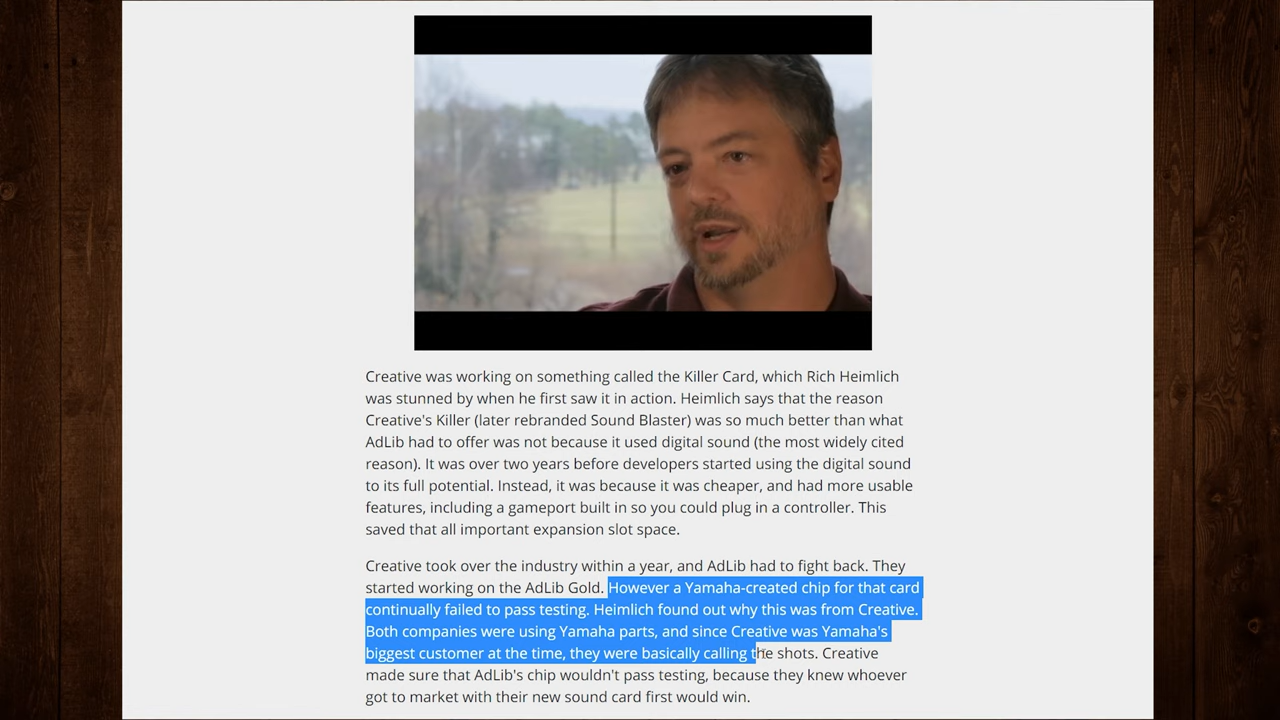 Creative was working on something called the Killer Card, which Rich Heimlich
was stunned by when he first saw it in action. Heimlich says that the reason
Creative's Killer (later rebranded Sound Blaster) was so much better than what
AdLib had to offer was not because it used digital sound (the most widely cited
reason). It was over two years before developers started using the digital sound
to its full potential. Instead, it was because it was cheaper, and had more usable
features, including a gameport built in so you could plug in a controller. This
saved that all important expansion slot space.
Creative took over the industry within a year, and AdLib had to fight back. They
started working on the AdLib Gold. However a Yamaha-created chip for that card
continually failed to pass testing. Heimlich found out why this was from Creative.
Both companies were using Yamaha parts, and since Creative was Yamaha's
biggest customer at the time, they were basically calling the shots. Creative
made sure that AdLib's chip wouldn't pass testing, because they knew whoever
got to market with their new sound card first would win.